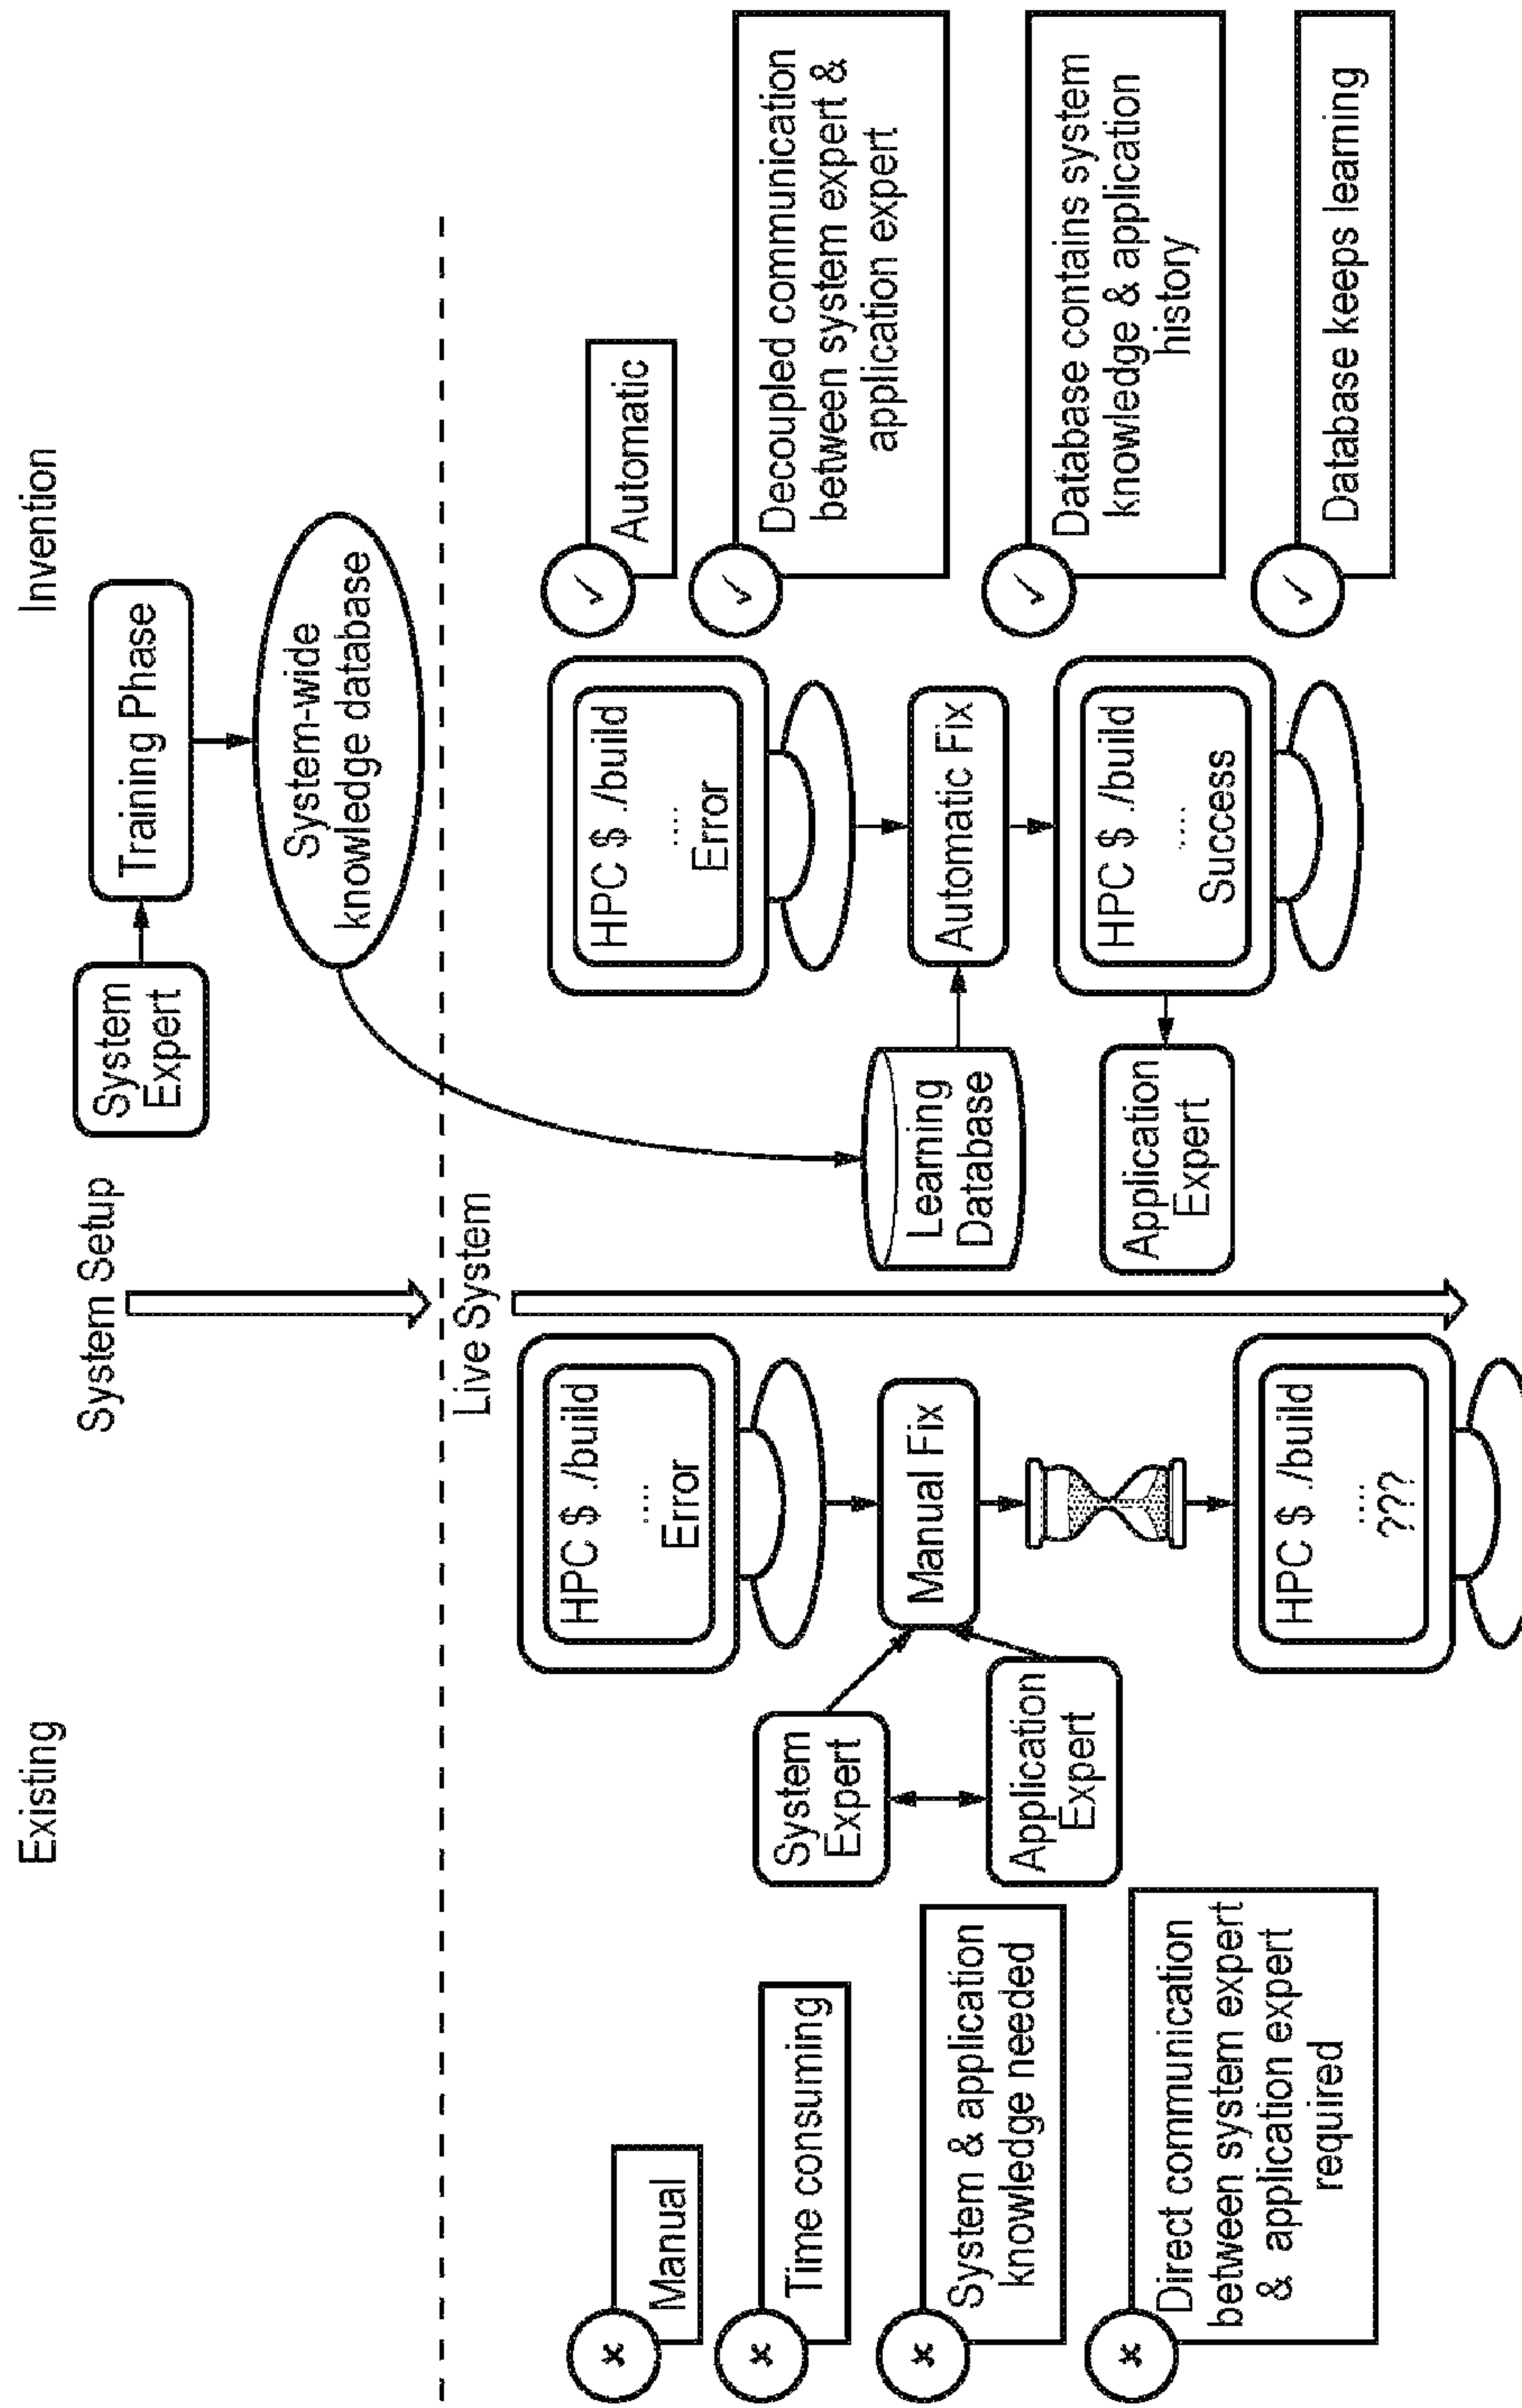 Existing
Invention
System Setup
System
Expert
Training Phase
System-wide
knowledge database
Live System
Manual
Time consuming
System & application
knowledge needed
Direct communication
between system expert
& application expert
required
HPC $ ./build
....
Error
System
Expert
Application
Expert
Manual Fix
HPC $ ./build
....
???
HPC $ ./build
....
Error
Learning
Database
Automatic Fix
HPC $ ./build
....
Success
Application
Expert
Automatic
Decoupled communication
between system expert &
application expert
Database contains system
knowledge & application
history
Database keeps learning